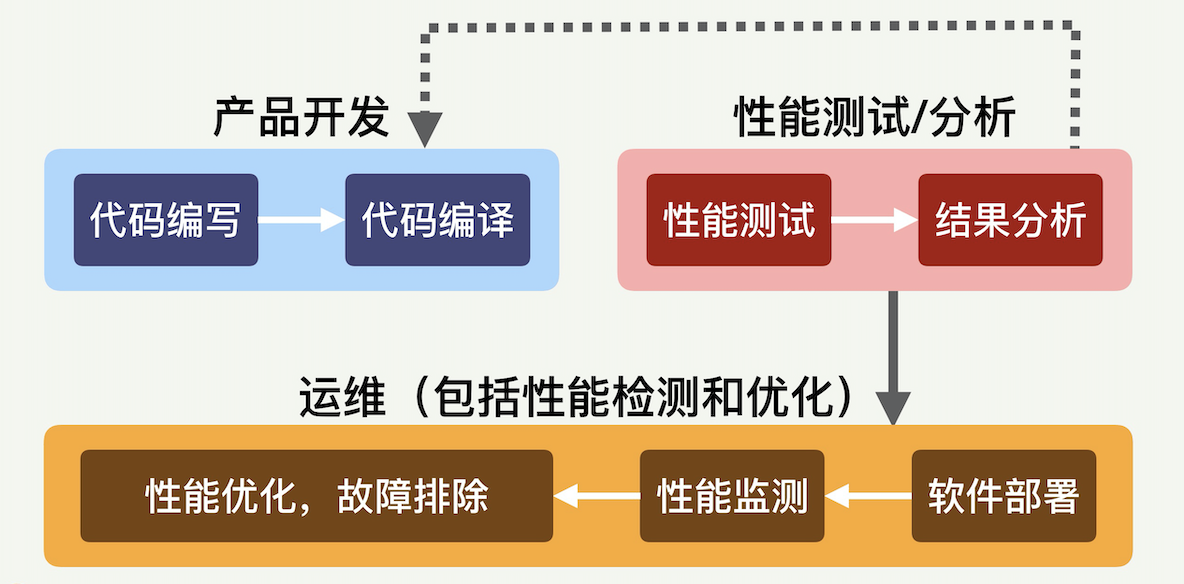 产品开发
性能测试/分析
代码编写
代码编译
性能测试
结果分析
运维（包括性能检测和优化）
性能优化，故障排除
性能监测
软件部署